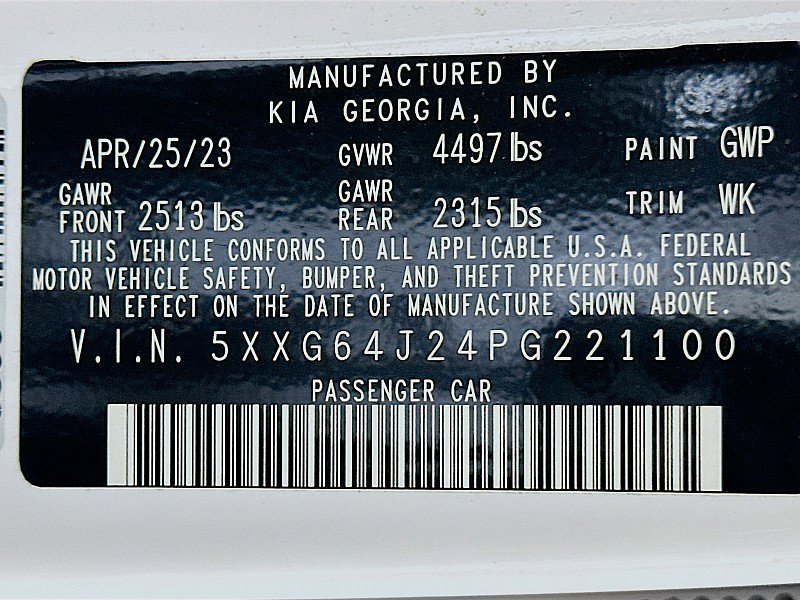 MANUFACTURED BY
KIA GEORGIA, INC.
APR/25/23 GVWR 4497 lbs PAINT GWP
GAWR FRONT 2513 lbs GAWR REAR 2315 lbs TRIM WK
THIS VEHICLE CONFORMS TO ALL APPLICABLE U.S.A. FEDERAL
MOTOR VEHICLE SAFETY, BUMPER, AND THEFT PREVENTION STANDARDS
IN EFFECT ON THE DATE OF MANUFACTURE SHOWN ABOVE.
V.I.N. 5XXG64J24PG221100
PASSENGER CAR